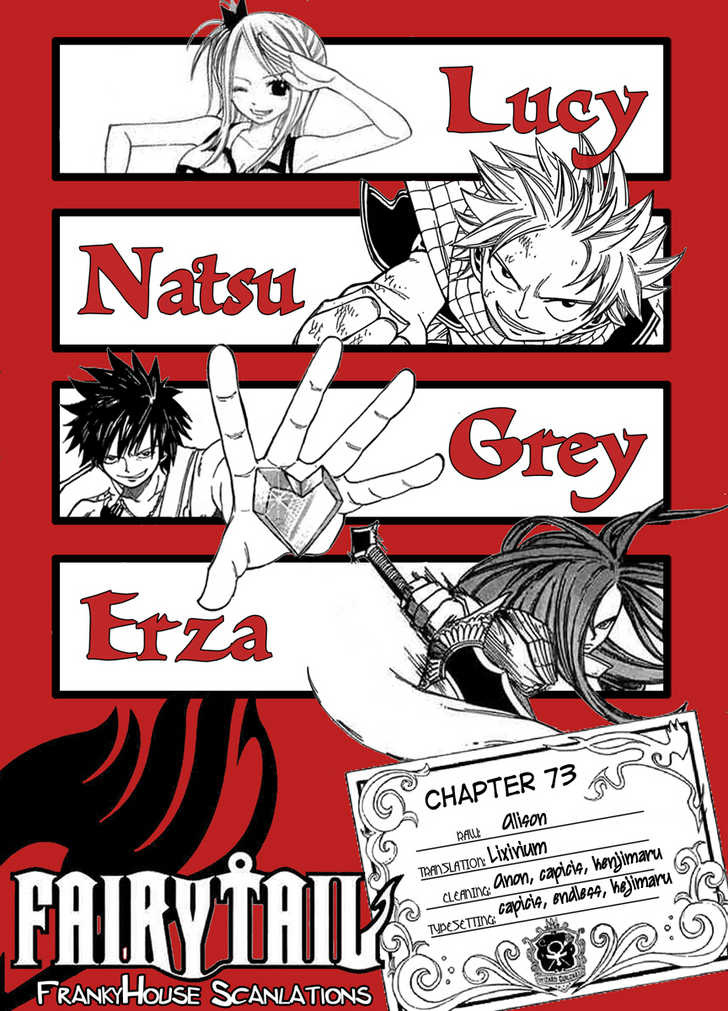 Lucy
Natsu
Grey
Erza
CHAPTER 73
RAW: Allson
TRANSLATION: Lixivium
CLEANING: anon, capicis, kenjimaru
TYPESETTING: capicis, endless, kejimaru
FAIRY TAIL
FRANKYHOUSE SCANLATIONS